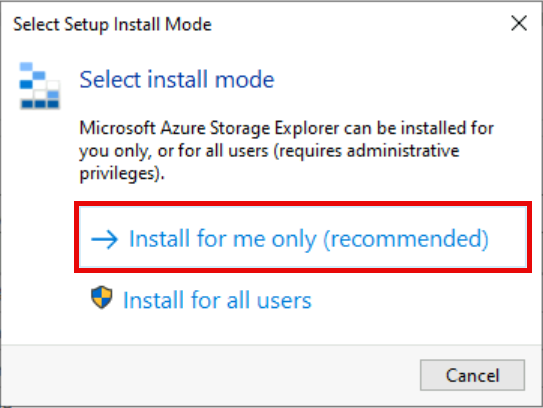 Select Setup Install Mode
Select install mode
Microsoft Azure Storage Explorer can be installed for
you only, or for all users (requires administrative
privileges).
Install for me only (recommended)
Install for all users
Cancel